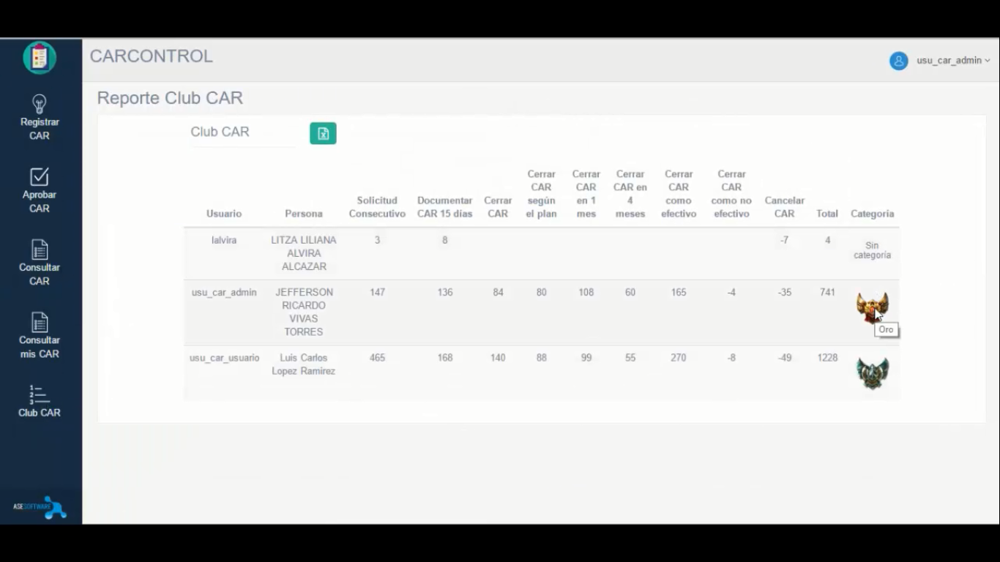 CARCONTROL
usu_car_admin
Registrar
CAR
Aprobar
CAR
Consultar
CAR
Consultar
mis CAR
1
2
3
Club CAR
ASESOFTWARE
Reporte Club CAR
Club CAR
Usuario
Persona
Solicitud
Consecutivo
Documentar
CAR 15 días
Cerrar
CAR
Cerrar
CAR
según
el plan
Cerrar
CAR
en 1
mes
Cerrar
CAR en
4
meses
Cerrar
CAR
como
efectivo
Cerrar
CAR
como no
efectivo
Cancelar
CAR
Total
Categoría
lalvira
LITZA LILIANA
ALVIRA
ALCAZAR
3
8
-7
4
Sin
categoría
usu_car_admin
JEFFERSON
RICARDO
VIVAS
TORRES
147
136
84
80
108
60
165
-4
-35
741
Oro
usu_car_usuario
Luis Carlos
Lopez Ramirez
465
168
140
88
99
55
270
-8
-49
1228